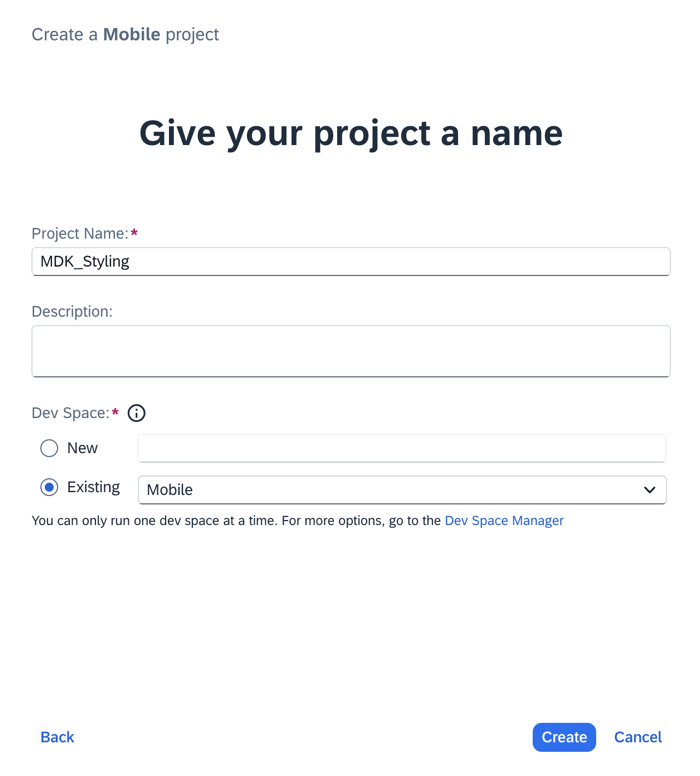 Create a Mobile project
Give your project a name
Project Name:*
MDK_Styling
Description:
Dev Space:*
New
Existing
Mobile
You can only run one dev space at a time. For more options, go to the Dev Space Manager
Back
Create
Cancel